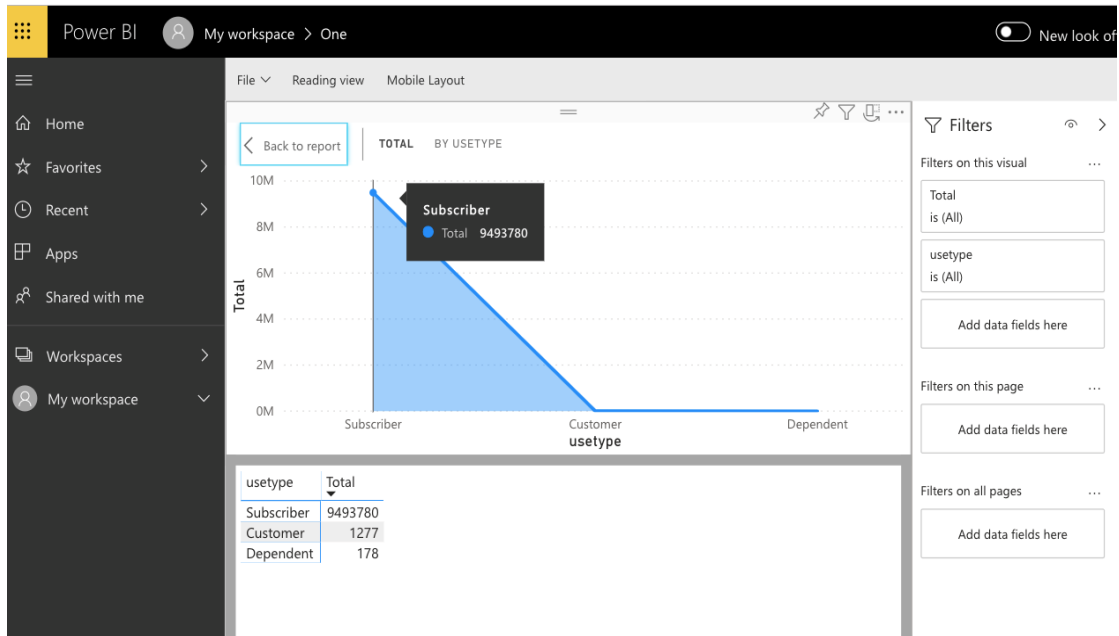 Power BI My workspace > One New look of
File Reading view Mobile Layout
Home
Favorites
Recent
Apps
Shared with me
Workspaces
My workspace
Back to report TOTAL BY USETYPE
10M
8M
6M
4M
2M
0M
Total
Subscriber
Total 9493780
Subscriber Customer Dependent
usetype
usetype Total
Subscriber 9493780
Customer 1277
Dependent 178
Filters
Filters on this visual ...
Total
is (All)
usetype
is (All)
Add data fields here
Filters on this page ...
Add data fields here
Filters on all pages ...
Add data fields here